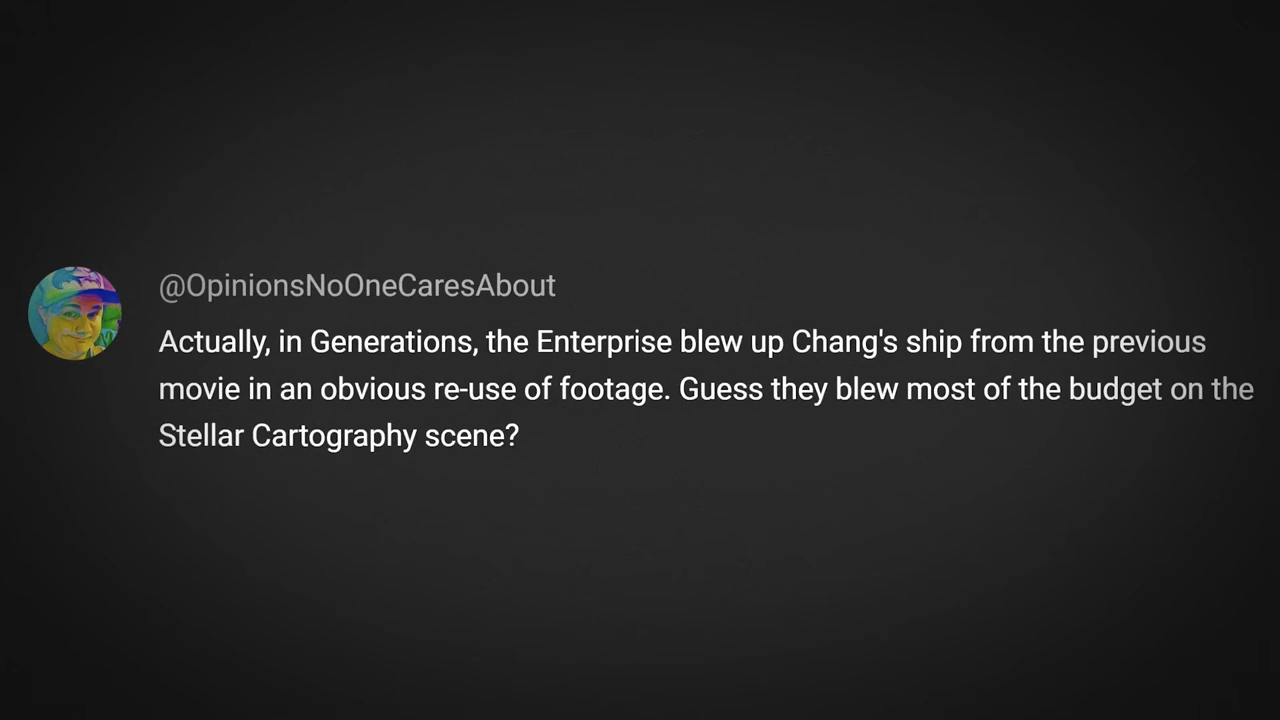 @OpinionsNoOneCaresAbout
Actually, in Generations, the Enterprise blew up Chang's ship from the previous
movie in an obvious re-use of footage. Guess they blew most of the budget on the
Stellar Cartography scene?